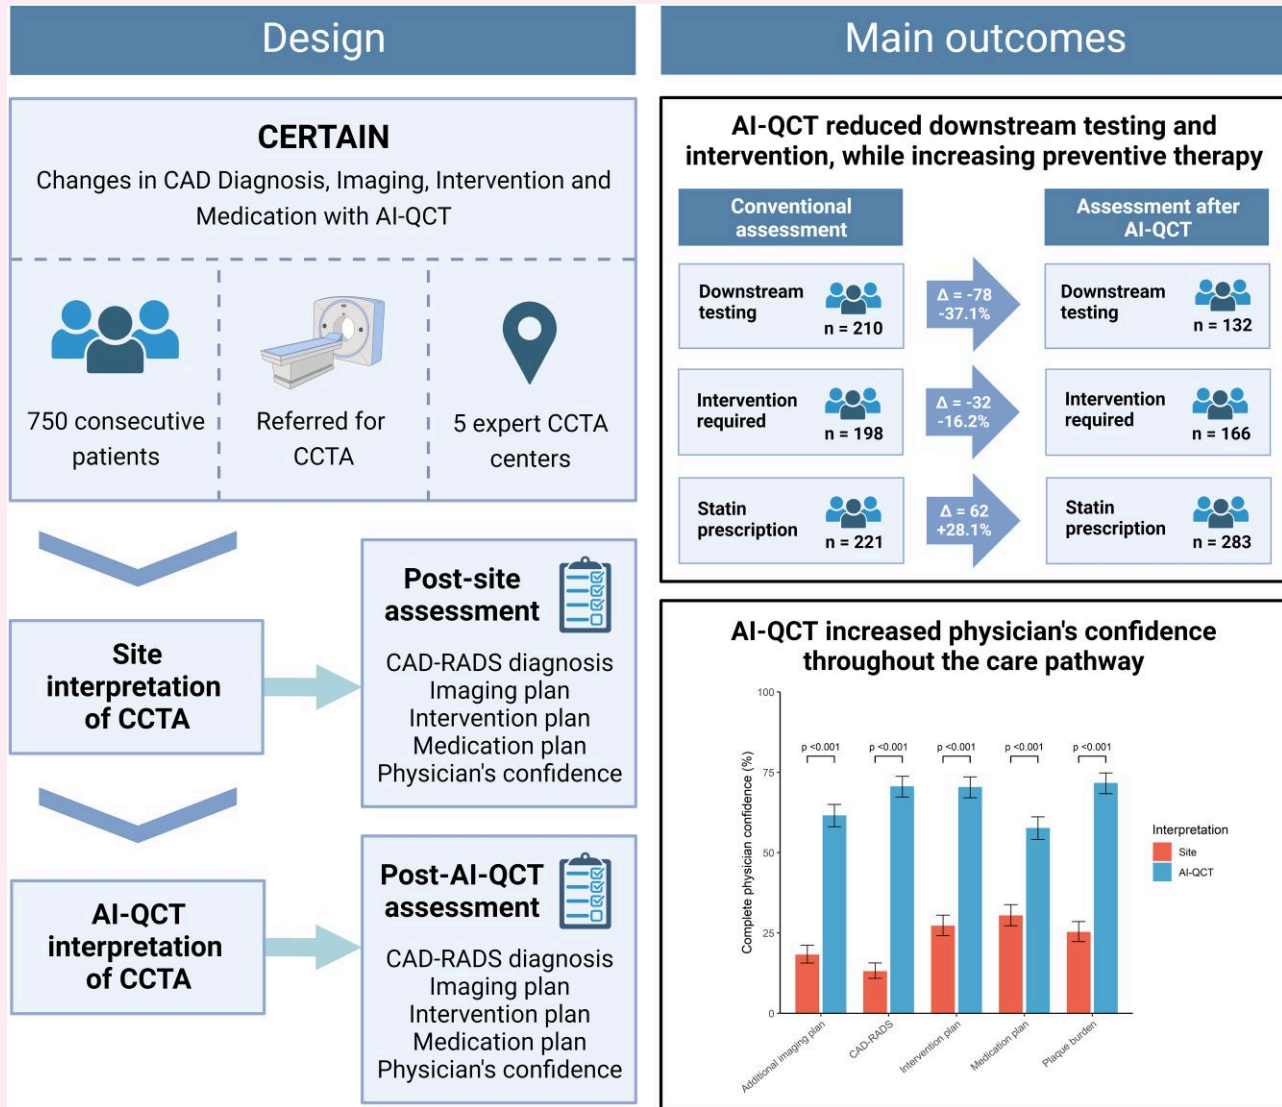 Design
CERTAIN
Changes in CAD Diagnosis, Imaging, Intervention and
Medication with AI-QCT
750 consecutive
patients
Referred for
CCTA
5 expert CCTA
centers
Site
interpretation
of CCTA
Post-site
assessment
CAD-RADS diagnosis
Imaging plan
Intervention plan
Medication plan
Physician's confidence
AI-QCT
interpretation
of CCTA
Post-AI-QCT
assessment
CAD-RADS diagnosis
Imaging plan
Intervention plan
Medication plan
Physician's confidence
Main outcomes
AI-QCT reduced downstream testing and
intervention, while increasing preventive therapy
Conventional
assessment
Assessment after
AI-QCT
Downstream
testing
n = 210
Δ = -78
-37.1%
Downstream
testing
n = 132
Intervention
required
n = 198
Δ = -32
-16.2%
Intervention
required
n = 166
Statin
prescription
n = 221
Δ = 62
+28.1%
Statin
prescription
n = 283
AI-QCT increased physician's confidence
throughout the care pathway
Complete physician confidence (%)
100
75
50
25
0
p <0.001
p <0.001
p <0.001
p <0.001
p <0.001
Additional imaging plan
CAD-RADS
Intervention plan
Medication plan
Plaque burden
Interpretation
Site
AI-QCT